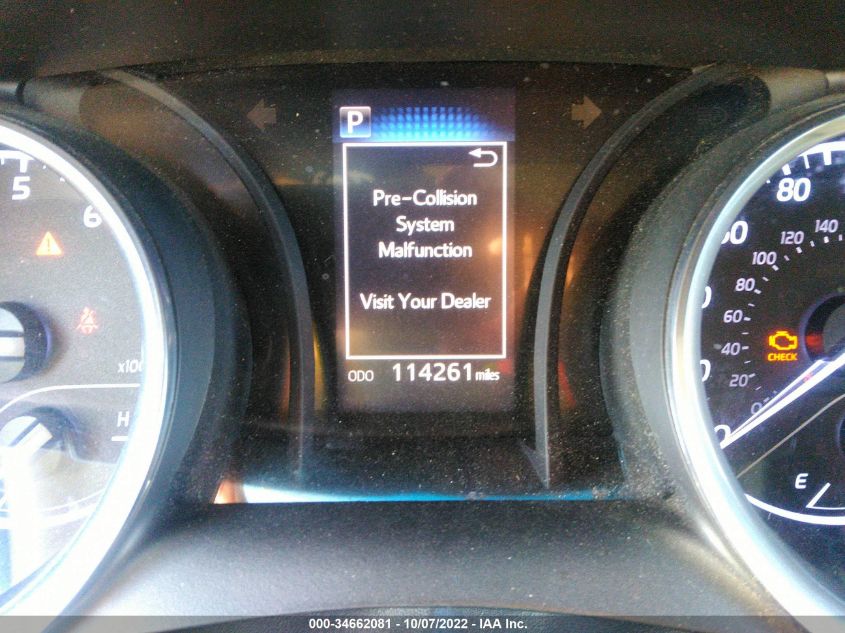 P
Pre-Collision
System
Malfunction
Visit Your Dealer
ODO 114261 miles
5
6
H
80
120
140
100
80
60
40
20
0
CHECK
E
000-34662081 - 10/07/2022 - IAA Inc.